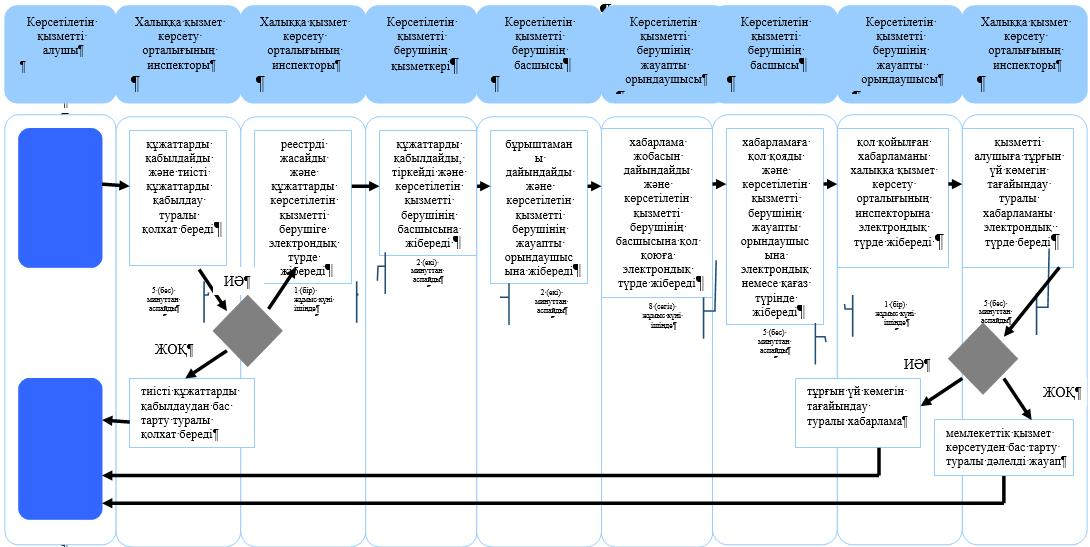 Көрсетілетін
қызметті
алушы¶
¶
Халыққа қызмет
көрсету
орталығының
инспекторы¶
¶
Халыққа қызмет
көрсету
орталығының
инспекторы¶
¶
Көрсетілетін
қызметті
берушінің
қызметкері¶
Көрсетілетін
қызметті
берушінің
басшысы¶
¶
Көрсетілетін
қызметті
берушінің
жауапты
орындаушысы¶
¶
Көрсетілетін
қызметті
берушінің
басшысы¶
¶
Көрсетілетін
қызметті
берушінің
жауапты
орындаушысы¶
Халыққа қызмет
көрсету
орталығының
инспекторы¶
¶
құжаттарды
қабылдайды
және тиісті
құжаттарды
қабылдау
туралы
қолхат береді¶
реестрді
жасайды
және
құжаттарды
көрсетілетін
қызметті
берушіге
электрондық
түрде
жібереді¶
құжаттарды
қабылдайды,
тіркейді және
көрсетілетін
қызметті
берушінің
басшысына
жібереді¶
бұрыштаман
ы
дайындайды
және
көрсетілетін
қызметті
берушінің
жауапты
орындаушыс
ына жібереді¶
хабарлама
жобасын
дайындайды
және
көрсетілетін
қызметті
берушінің
басшысына қол
қоюға
электрондық
түрде жібереді¶
хабарламаға
қол қояды
және
көрсетілетін
қызметті
берушінің
жауапты
орындаушыс
ына
электрондық
немесе қағаз
түрінде
жібереді¶
қол қойылған
хабарламаны
халыққа қызмет
көрсету
орталығының
инспекторына
электрондық
түрде жібереді¶
қызметті
алушыға тұрғын
үй көмегін
тағайындау
туралы
хабарламаны
электрондық
түрде береді¶
5 (бес)
минуттан
аспайды¶
ИӘ¶
1 (бір)
жұмыс күні
ішінде¶
2 (екі)
минуттан
аспайды¶
2 (екі)
минуттан
аспайды¶
8 (сегіз)
жұмыс күні
ішінде¶
5 (бес)
минуттан
аспайды¶
1 (бір)
жұмыс күні
ішінде¶
5 (бес)
минуттан
аспайды¶
ЖОҚ¶
ИӘ¶
ЖОҚ¶
тиісті құжаттарды
қабылдаудан бас
тарту туралы
қолхат береді¶
тұрғын үй көмегін
тағайындау
туралы хабарлама¶
мемлекеттік қызмет
көрсетуден бас тарту
туралы дәлелді жауап¶